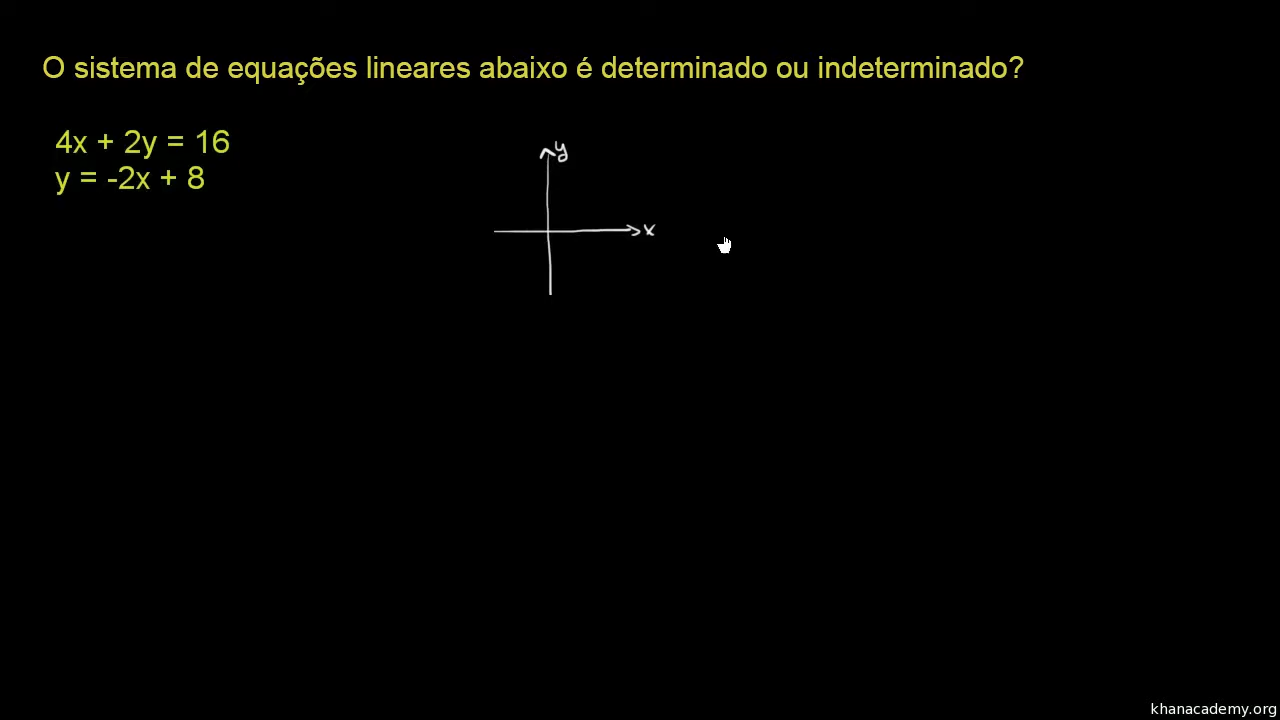 O sistema de equações lineares abaixo é determinado ou indeterminado?
4x + 2y = 16
y = -2x + 8
y
x
khanacademy.org